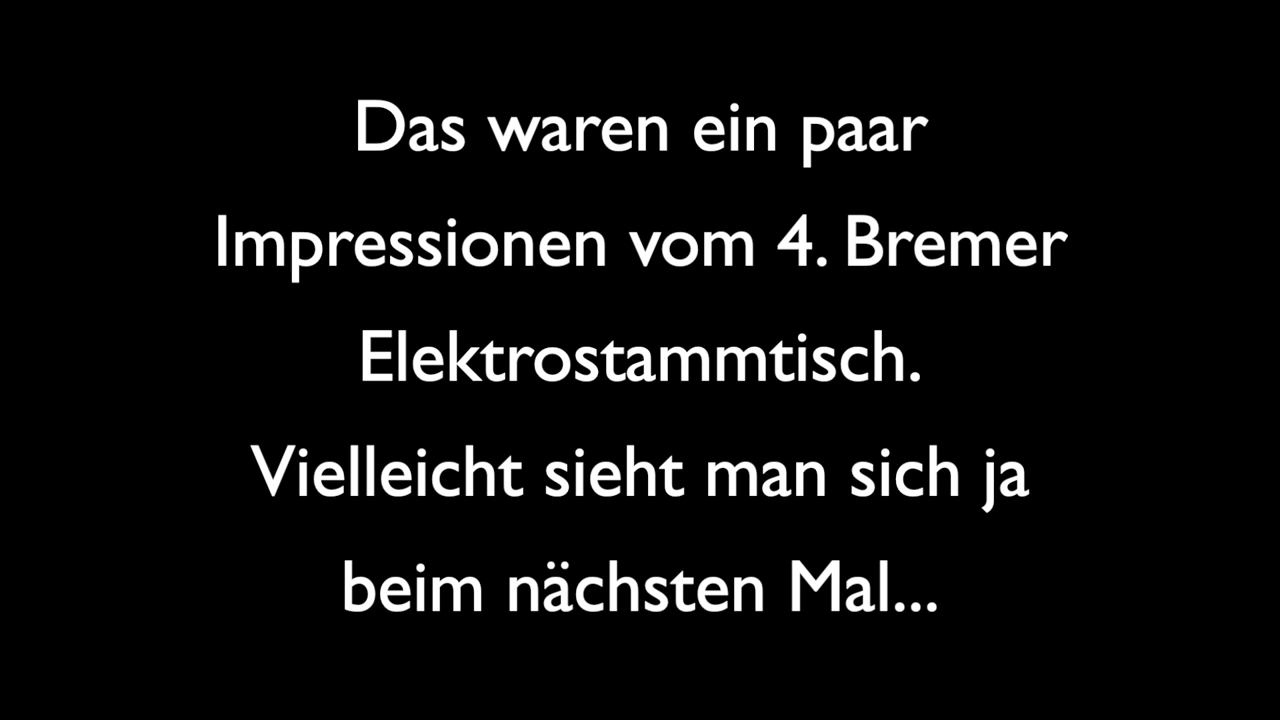 Das waren ein paar
Impressionen vom 4. Bremer
Elektrostammtisch.
Vielleicht sieht man sich ja
beim nächsten Mal...